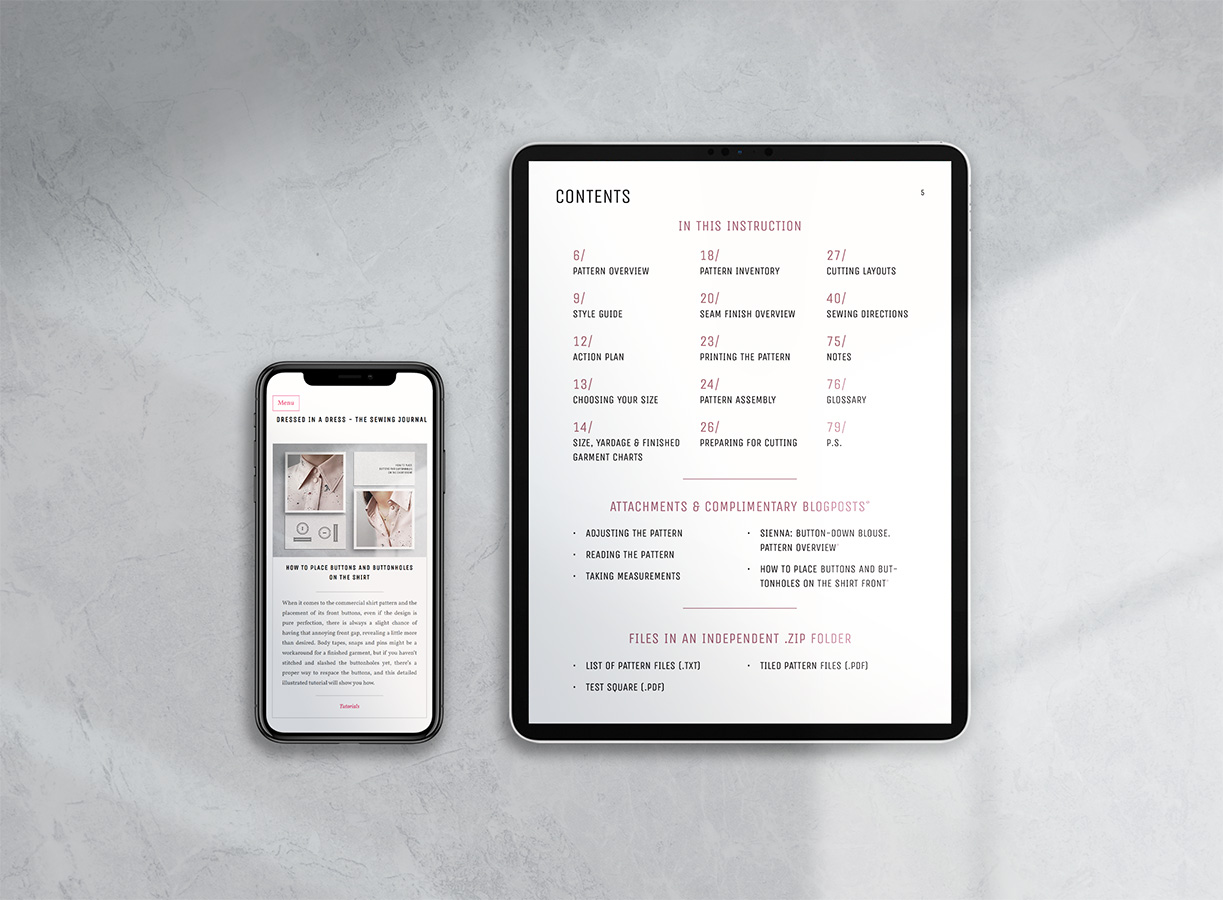 Menu
DRESSED IN A DRESS - THE SEWING JOURNAL
HOW TO PLACE BUTTONS AND BUTTONHOLES
ON THE SHIRT
When it comes to the commercial shirt pattern and the
placement of its front buttons, even if the design is
pure perfection, there is always a slight chance of
having that annoying front gap, revealing a little more
than desired. Body tapes, snaps and pins might be a
workaround for a finished garment, but if you haven't
stitched and slashed the buttonholes yet, there's a
proper way to respace the buttons, and this detailed
illustrated tutorial will show you how.
Tutorials
CONTENTS
5
IN THIS INSTRUCTION
6/
PATTERN OVERVIEW
9/
STYLE GUIDE
12/
ACTION PLAN
13/
CHOOSING YOUR SIZE
14/
SIZE, YARDAGE & FINISHED
GARMENT CHARTS
18/
PATTERN INVENTORY
20/
SEAM FINISH OVERVIEW
23/
PRINTING THE PATTERN
24/
PATTERN ASSEMBLY
26/
PREPARING FOR CUTTING
27/
CUTTING LAYOUTS
40/
SEWING DIRECTIONS
75/
NOTES
76/
GLOSSARY
79/
P.S.
ATTACHMENTS & COMPLIMENTARY BLOGPOSTS
• ADJUSTING THE PATTERN
• READING THE PATTERN
• TAKING MEASUREMENTS
• SIENNA: BUTTON-DOWN BLOUSE.
PATTERN OVERVIEW
• HOW TO PLACE BUTTONS AND BUT-
TONHOLES ON THE SHIRT FRONT
FILES IN AN INDEPENDENT .ZIP FOLDER
• LIST OF PATTERN FILES (.TXT)
• TEST SQUARE (.PDF)
• TILED PATTERN FILES (.PDF)